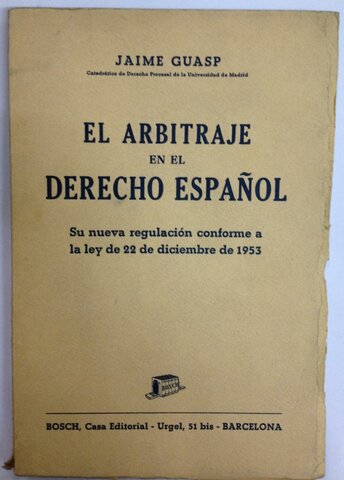 JAIME GUASP
Catedrático de Derecho Procesal de la Universidad de Madrid
EL ARBITRAJE
EN EL
DERECHO ESPAÑOL
Su nueva regulación conforme a
la ley de 22 de diciembre de 1953
BOSCH
BOSCH, Casa Editorial - Urgel, 51 bis - BARCELONA